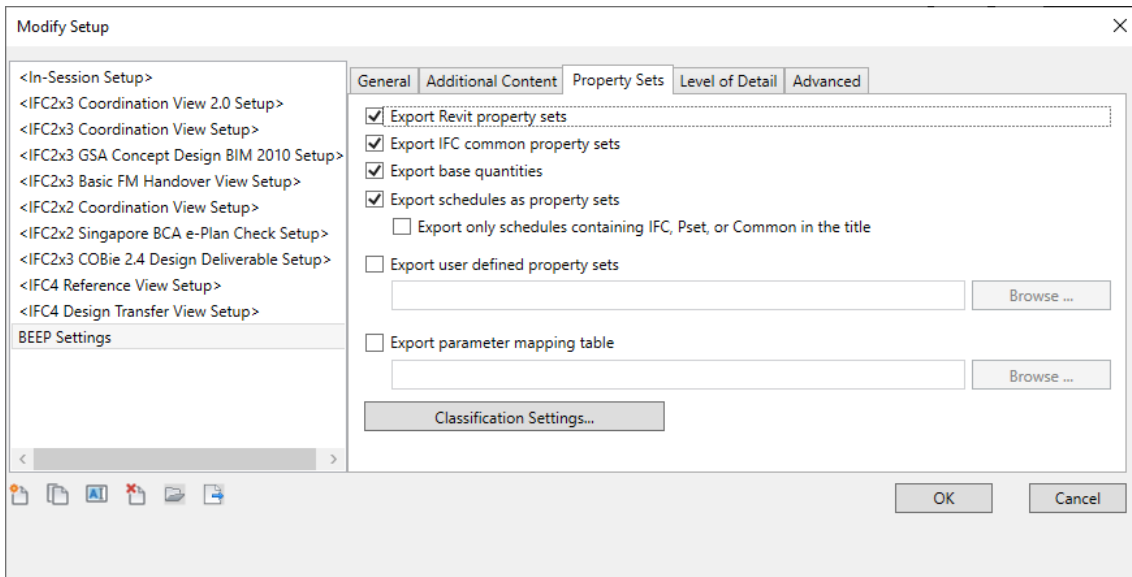 Modify Setup
<In-Session Setup>
<IFC2x3 Coordination View 2.0 Setup>
<IFC2x3 Coordination View Setup>
<IFC2x3 GSA Concept Design BIM 2010 Setup>
<IFC2x3 Basic FM Handover View Setup>
<IFC2x2 Coordination View Setup>
<IFC2x2 Singapore BCA e-Plan Check Setup>
<IFC2x3 COBie 2.4 Design Deliverable Setup>
<IFC4 Reference View Setup>
<IFC4 Design Transfer View Setup>
BEEP Settings
General Additional Content Property Sets Level of Detail Advanced
Export Revit property sets
Export IFC common property sets
Export base quantities
Export schedules as property sets
Export only schedules containing IFC, Pset, or Common in the title
Export user defined property sets
Browse ...
Export parameter mapping table
Browse ...
Classification Settings...
AI
OK Cancel